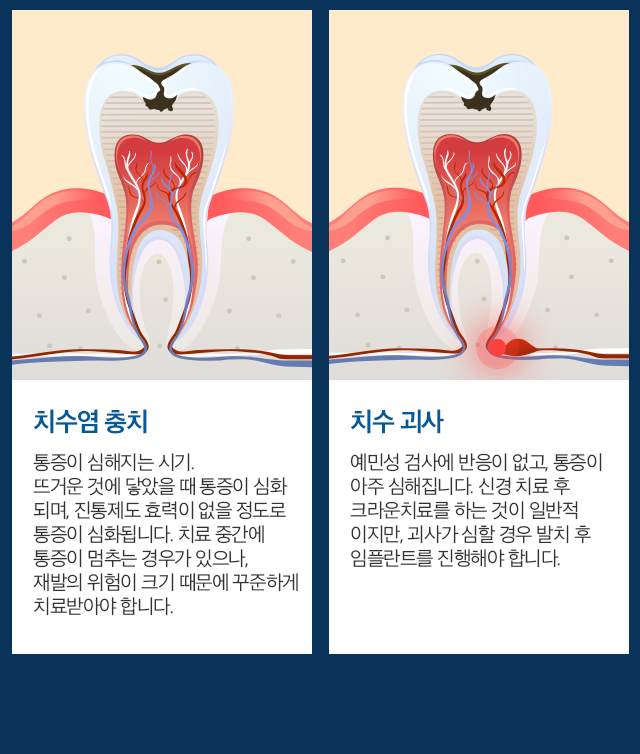 치수염 충치
통증이 심해지는 시기.
뜨거운 것에 닿았을 때 통증이 심화
되며, 진통제도 효력이 없을 정도로
통증이 심화됩니다. 치료 중간에
통증이 멈추는 경우가 있으나,
재발의 위험이 크기 때문에 꾸준하게
치료받아야 합니다.
치수 괴사
예민성 검사에 반응이 없고, 통증이
아주 심해집니다. 신경 치료 후
크라운치료를 하는 것이 일반적
이지만, 괴사가 심할 경우 발치 후
임플란트를 진행해야 합니다.